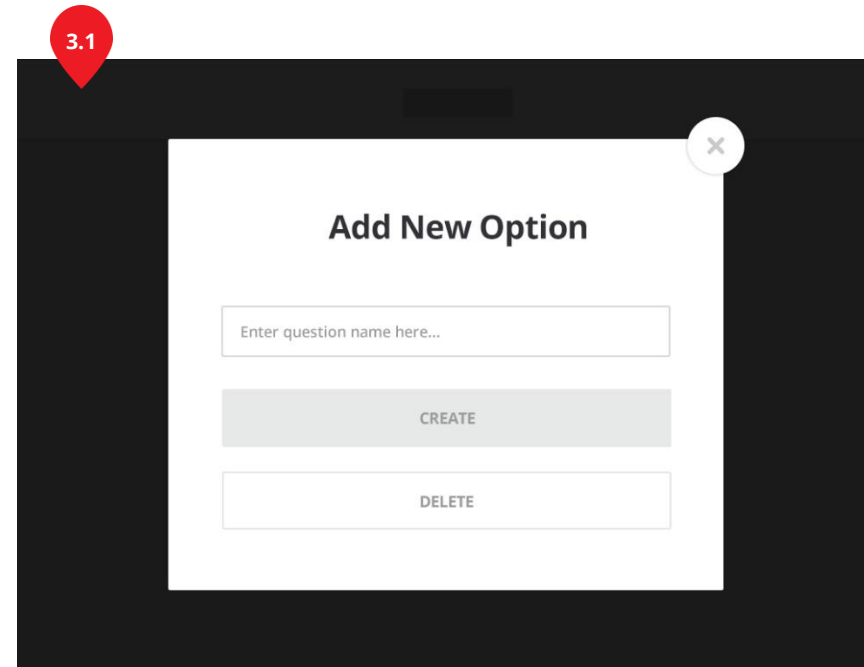 3.1
Add New Option
Enter question name here...
CREATE
DELETE